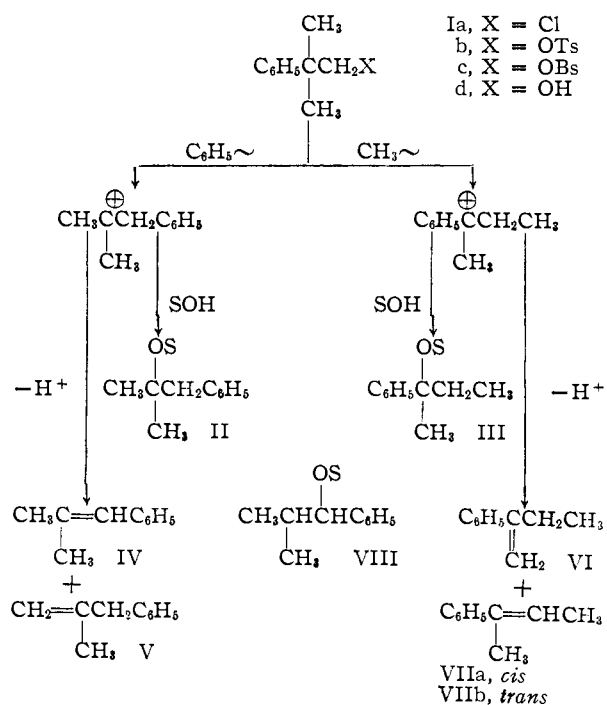 CH₃
C₆H₅CCH₂X
CH₃
Ia, X = Cl
b, X = OTs
c, X = OBs
d, X = OH
C₆H₅~
CH₃~
⊕
CH₃CCH₂C₆H₅
CH₃
⊕
C₆H₅CCH₂CH₃
CH₃
SOH
SOH
OS
CH₃CCH₂C₆H₅
CH₃ II
OS
C₆H₅CCH₂CH₃
CH₃ III
−H⁺
−H⁺
CH₃C=CHC₆H₅
CH₃ IV
OS
CH₃CHCHC₆H₅
CH₃ VIII
C₆H₅CCH₂CH₃
CH₂ VI
+
CH₂=CCH₂C₆H₅
CH₃ V
+
C₆H₅C=CHCH₃
CH₃
VIIa, cis
VIIb, trans